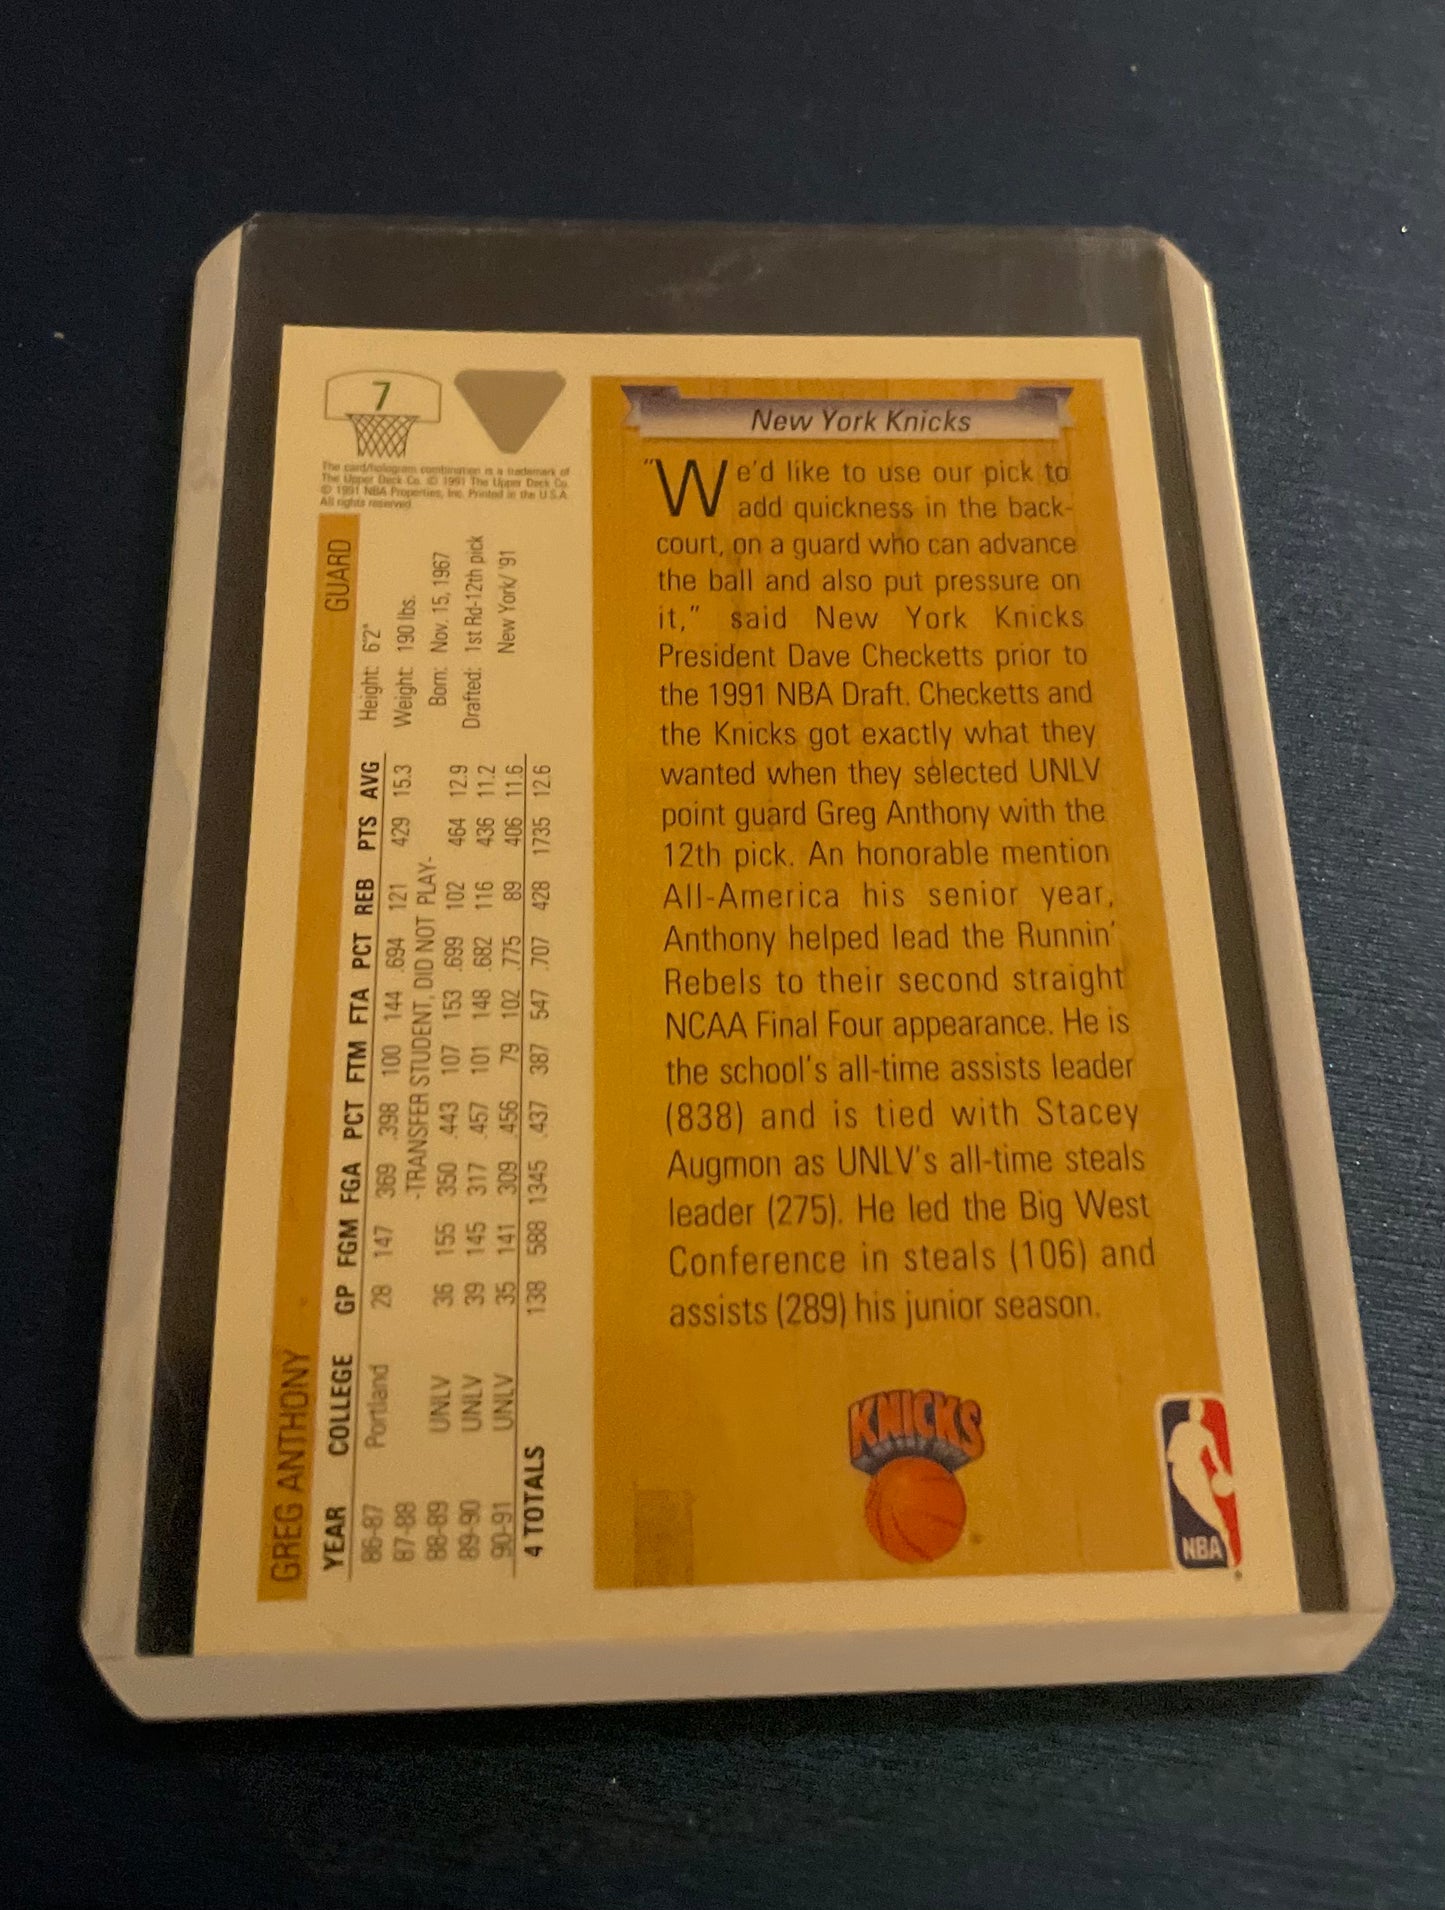 7
The card/hologram combination is a trademark of
The Upper Deck Co. © 1991 The Upper Deck Co.
© 1991 NBA Properties, Inc. Printed in the U.S.A.
All rights reserved.
GREG ANTHONY GUARD
YEAR COLLEGE GP FGM FGA PCT FTM FTA PCT REB PTS AVG
86-87 Portland 28 147 369 .398 100 144 .694 121 429 15.3
87-88 -TRANSFER STUDENT, DID NOT PLAY-
88-89 UNLV 36 155 350 .443 107 153 .699 102 464 12.9
89-90 UNLV 39 145 317 .457 101 148 .682 116 436 11.2
90-91 UNLV 35 141 309 .456 79 102 .775 89 406 11.6
4 TOTALS 138 588 1345 .437 387 547 .707 428 1735 12.6
Height: 6'2"
Weight: 190 lbs.
Born: Nov. 15, 1967
Drafted: 1st Rd-12th pick
New York/ '91
New York Knicks
"We'd like to use our pick to
add quickness in the back-
court, on a guard who can advance
the ball and also put pressure on
it," said New York Knicks
President Dave Checketts prior to
the 1991 NBA Draft. Checketts and
the Knicks got exactly what they
wanted when they selected UNLV
point guard Greg Anthony with the
12th pick. An honorable mention
All-America his senior year,
Anthony helped lead the Runnin'
Rebels to their second straight
NCAA Final Four appearance. He is
the school's all-time assists leader
(838) and is tied with Stacey
Augmon as UNLV's all-time steals
leader (275). He led the Big West
Conference in steals (106) and
assists (289) his junior season.
KNICKS
NBA